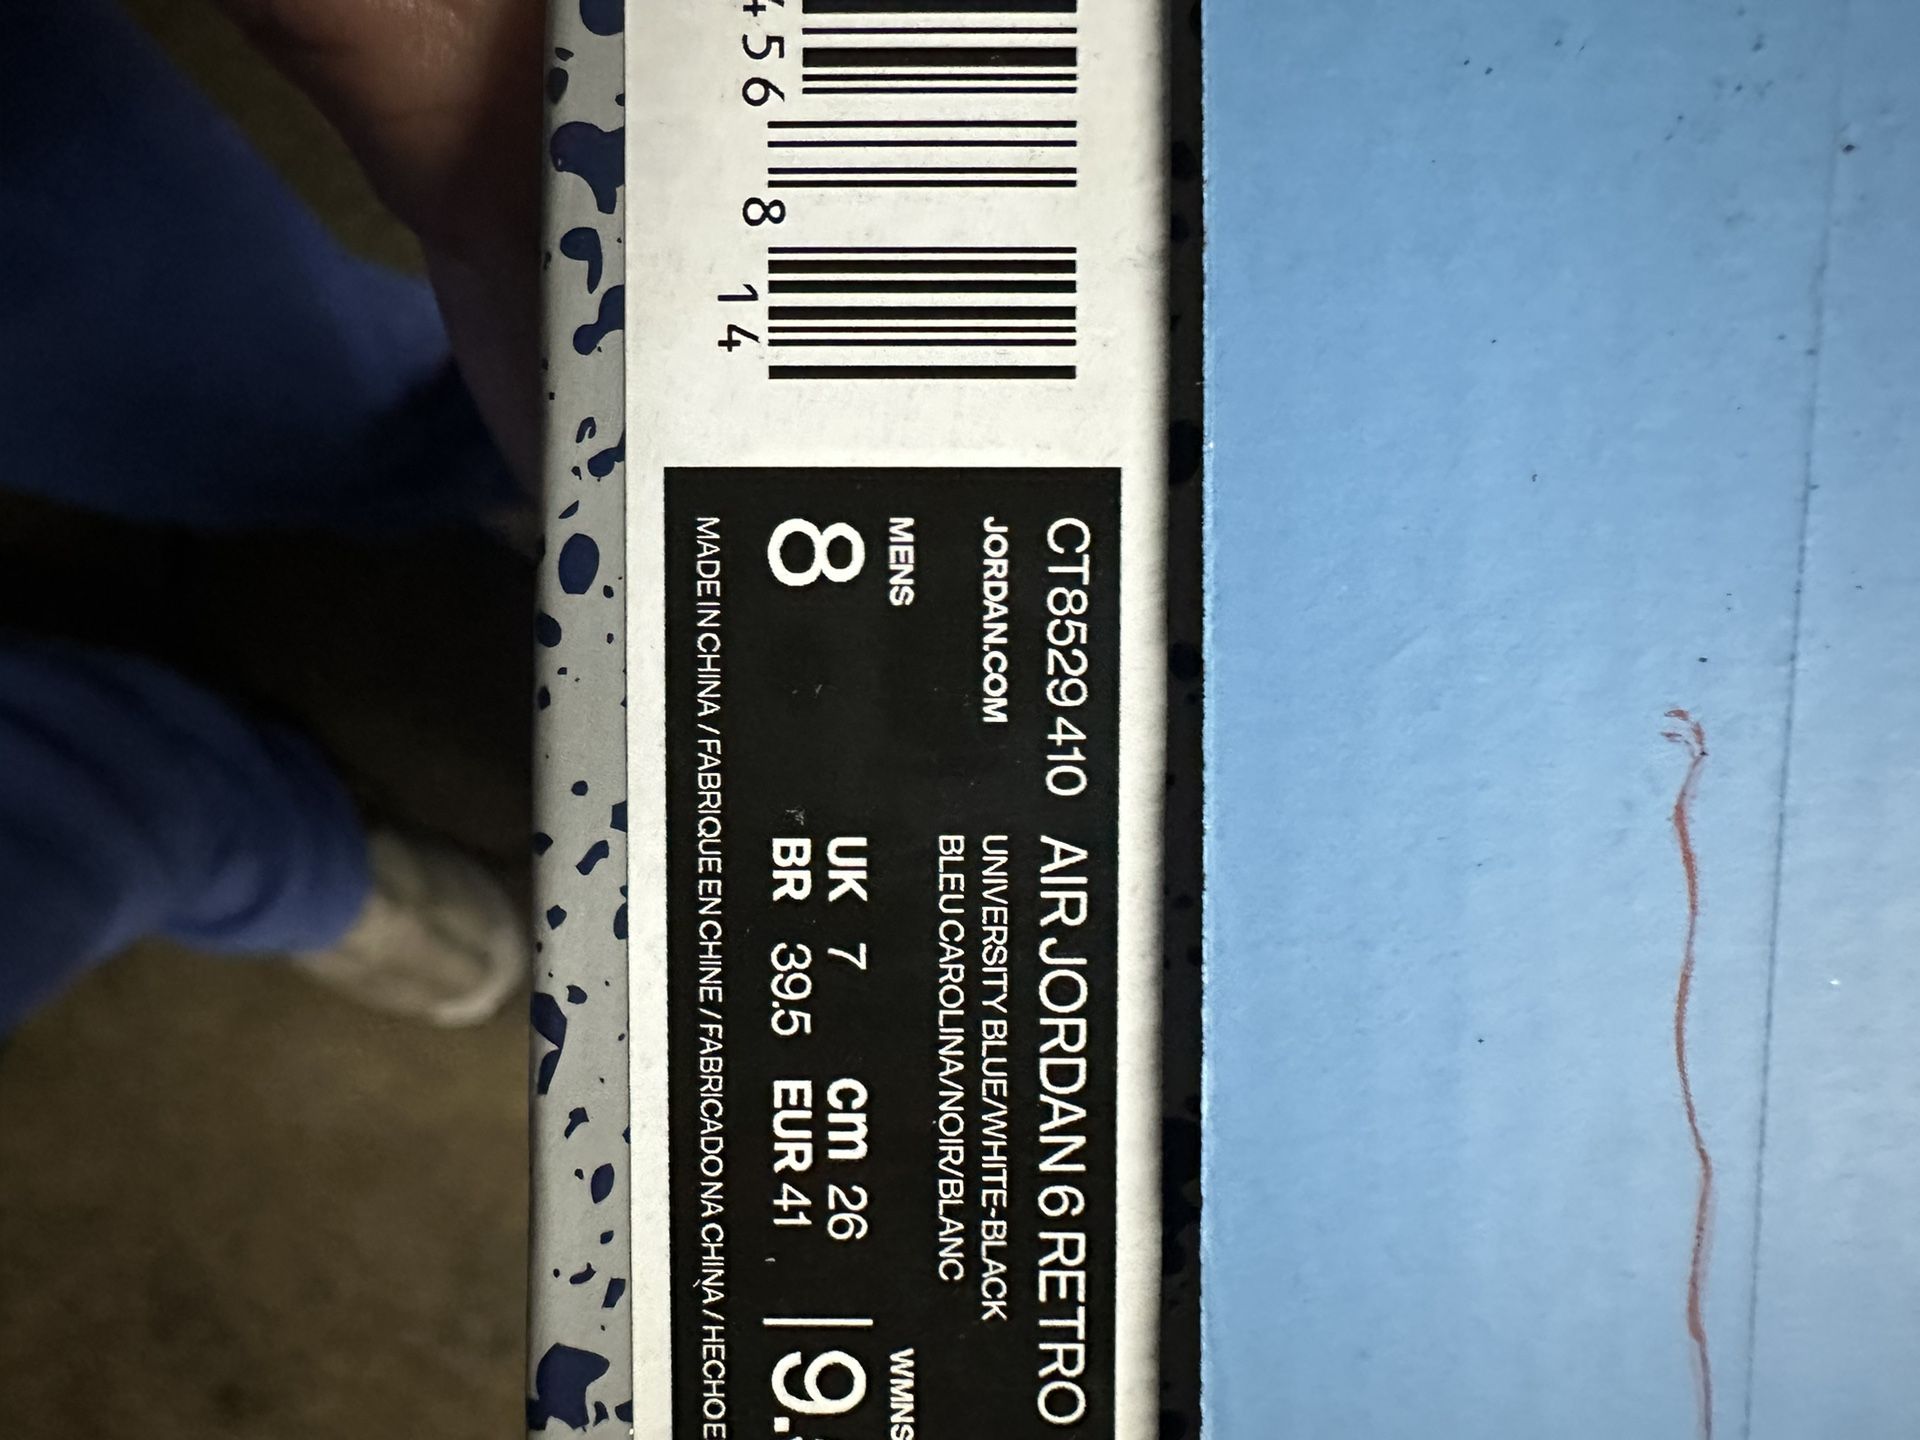 456 8
14
CT8529 410 AIR JORDAN 6 RETRO
JORDAN.COM UNIVERSITY BLUE/WHITE-BLACK
BLEU CAROLINA/NOIR/BLANC
MENS WMNS
8 UK 7 cm 26
BR 39.5 EUR 41 | 9.
MADE IN CHINA / FABRIQUE EN CHINE / FABRICADO NA CHINA / HECHO